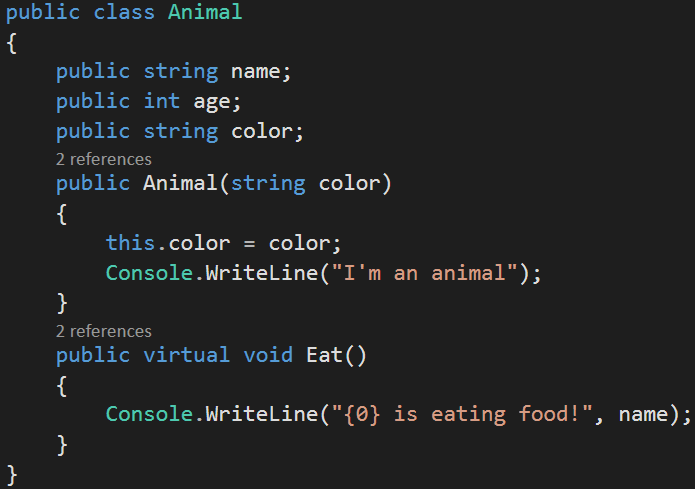 public class Animal
{
    public string name;
    public int age;
    public string color;
    2 references
    public Animal(string color)
    {
        this.color = color;
        Console.WriteLine("I'm an animal");
    }
    2 references
    public virtual void Eat()
    {
        Console.WriteLine("{0} is eating food!", name);
    }
}